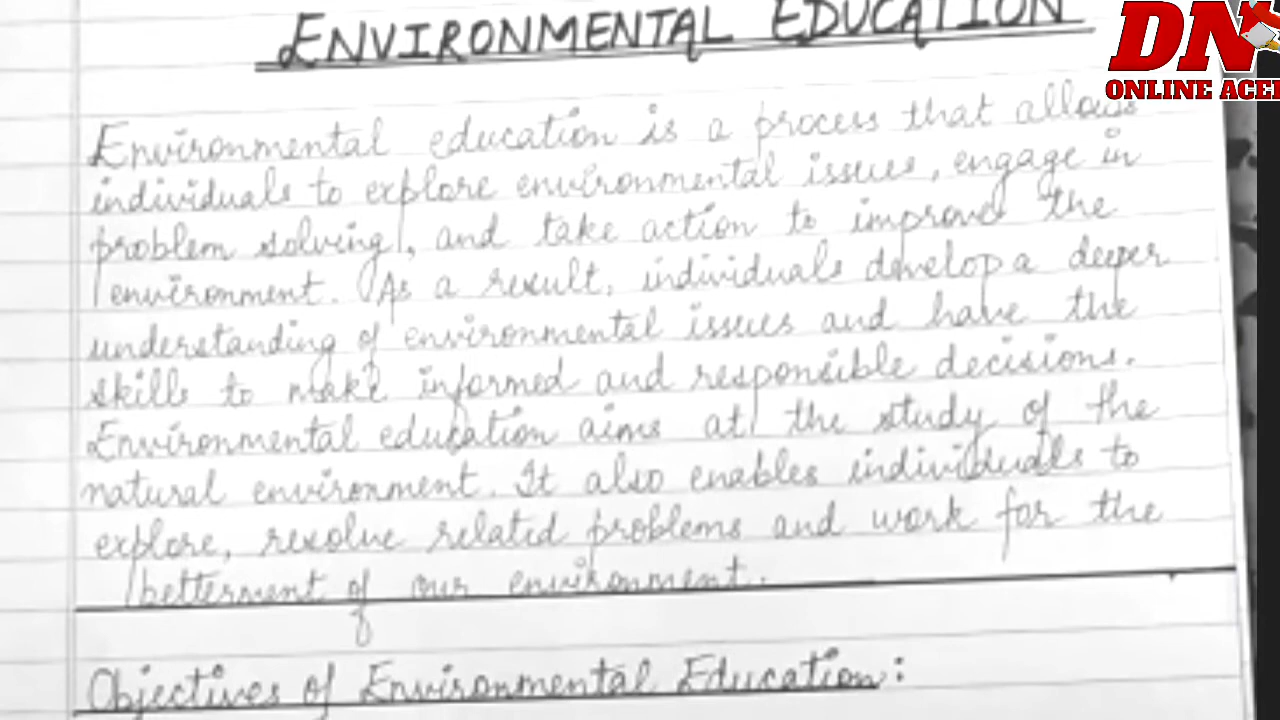 ENVIRONMENTAL EDUCATION
DN
ONLINE ACE
Environmental education is a process that allows
individuals to explore environmental issues, engage in
problem solving, and take action to improve the
environment. As a result, individuals develop a deeper
understanding of environmental issues and have the
skills to make informed and responsible decisions.
Environmental education aims at the study of the
natural environment. It also enables individuals to
explore, resolve related problems and work for the
betterment of our environment.
Objectives of Environmental Education: